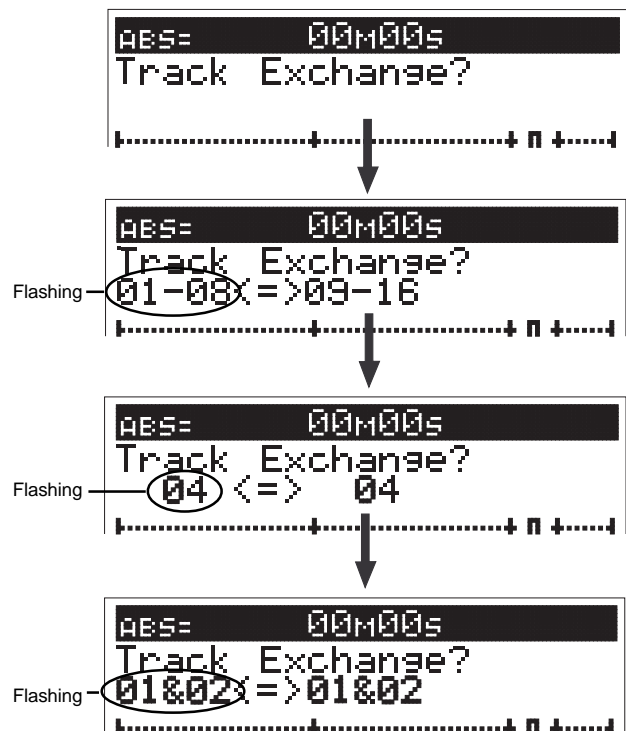 ABS= 00M00s
Track Exchange?
ABS= 00M00s
Track Exchange?
Flashing 01-08<=>09-16
ABS= 00M00s
Track Exchange?
Flashing 04 <=> 04
ABS= 00M00s
Track Exchange?
Flashing 01&02<=>01&02